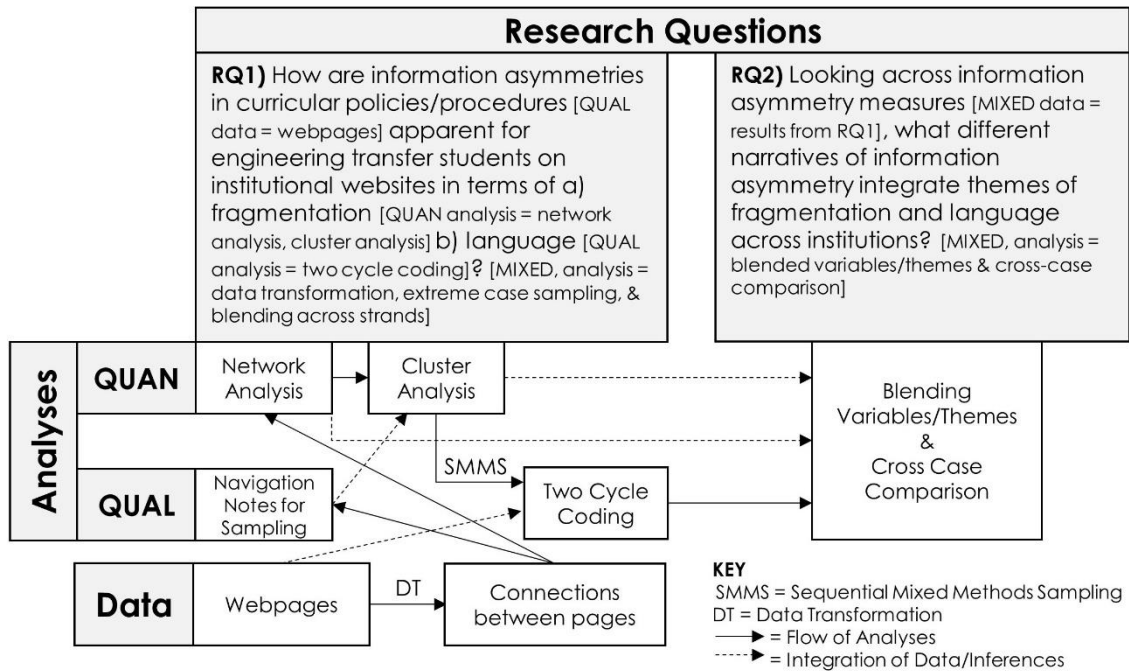 Research Questions
RQ1) How are information asymmetries
in curricular policies/procedures [QUAL
data = webpages] apparent for
engineering transfer students on
institutional websites in terms of a)
fragmentation [QUAN analysis = network
analysis, cluster analysis] b) language [QUAL
analysis = two cycle coding]? [MIXED, analysis =
data transformation, extreme case sampling, &
blending across strands]
RQ2) Looking across information
asymmetry measures [MIXED data =
results from RQ1], what different
narratives of information
asymmetry integrate themes of
fragmentation and language
across institutions? [MIXED, analysis =
blended variables/themes & cross-case
comparison]
Analyses
QUAN
Network
Analysis
Cluster
Analysis
Blending
Variables/Themes
&
Cross Case
Comparison
SMMS
QUAL
Navigation
Notes for
Sampling
Two Cycle
Coding
Data
Webpages
DT
Connections
between pages
KEY
SMMS = Sequential Mixed Methods Sampling
DT = Data Transformation
= Flow of Analyses
= Integration of Data/Inferences